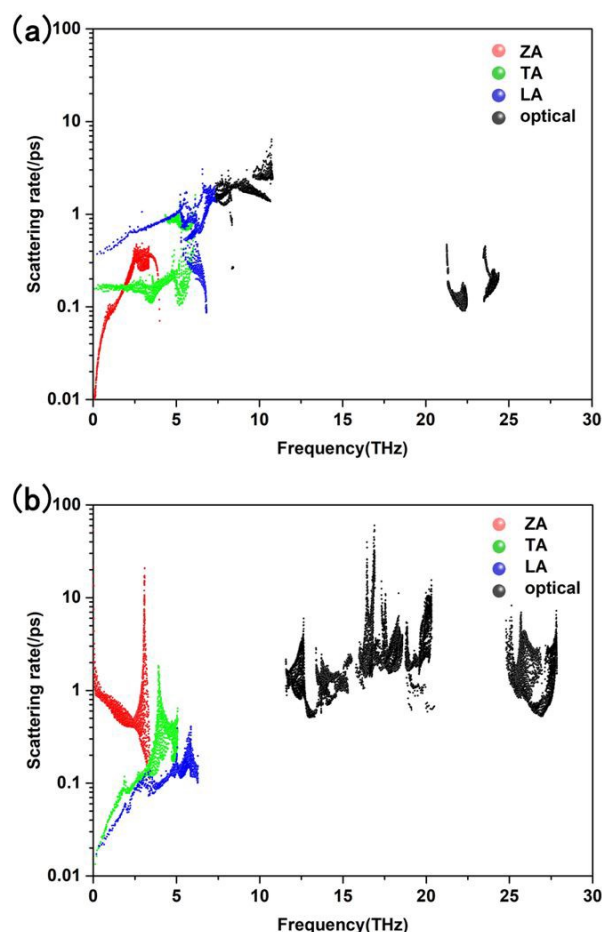 (a)
100
ZA
TA
LA
optical
10
1
0.1
0.01
Scattering rate(/ps)
0 5 10 15 20 25 30
Frequency(THz)
(b)
100
ZA
TA
LA
optical
10
1
0.1
0.01
Scattering rate(/ps)
0 5 10 15 20 25 30
Frequency(THz)